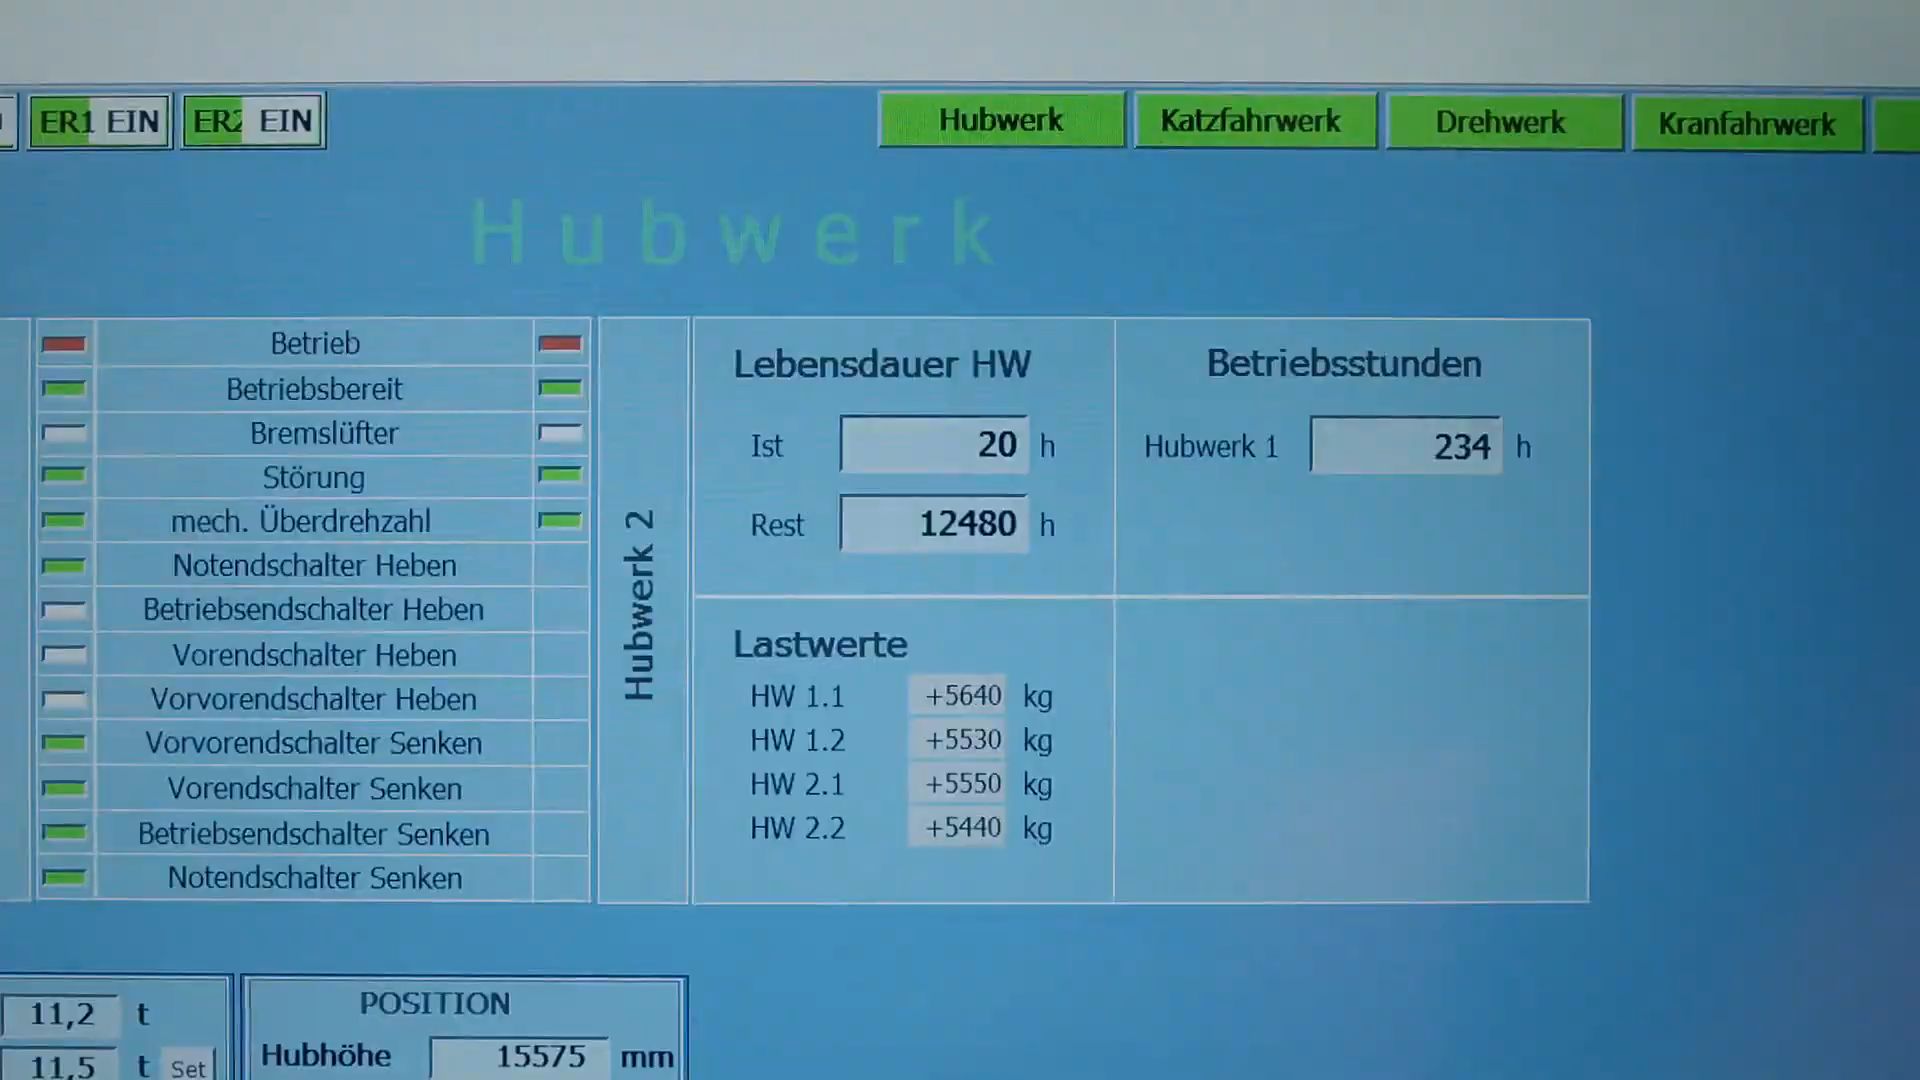 ER1 EIN
ER2 EIN
Hubwerk
Katzfahrwerk
Drehwerk
Kranfahrwerk
Hubwerk
Betrieb
Betriebsbereit
Bremslüfter
Störung
mech. Überdrehzahl
Notendschalter Heben
Betriebsendschalter Heben
Vorendschalter Heben
Vorvorendschalter Heben
Vorvorendschalter Senken
Vorendschalter Senken
Betriebsendschalter Senken
Notendschalter Senken
Hubwerk 2
Lebensdauer HW
Ist 20 h
Rest 12480 h
Betriebsstunden
Hubwerk 1 234 h
Lastwerte
HW 1.1 +5640 kg
HW 1.2 +5530 kg
HW 2.1 +5550 kg
HW 2.2 +5440 kg
11,2 t
11,5 t Set
POSITION
Hubhöhe 15575 mm